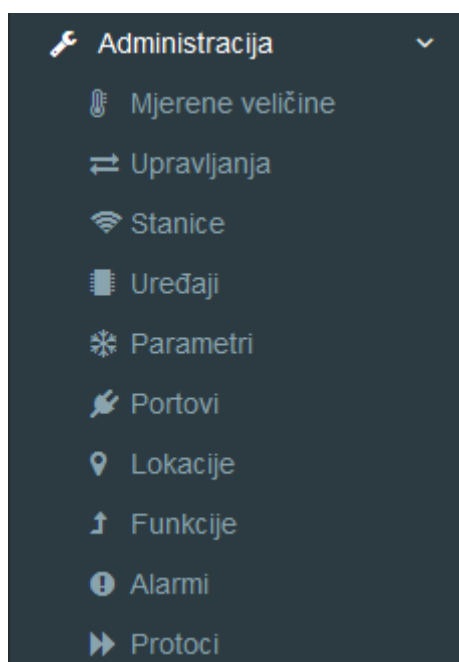 Administracija
Mjerene veličine
Upravljanja
Stanice
Uređaji
Parametri
Portovi
Lokacije
Funkcije
Alarmi
Protoci